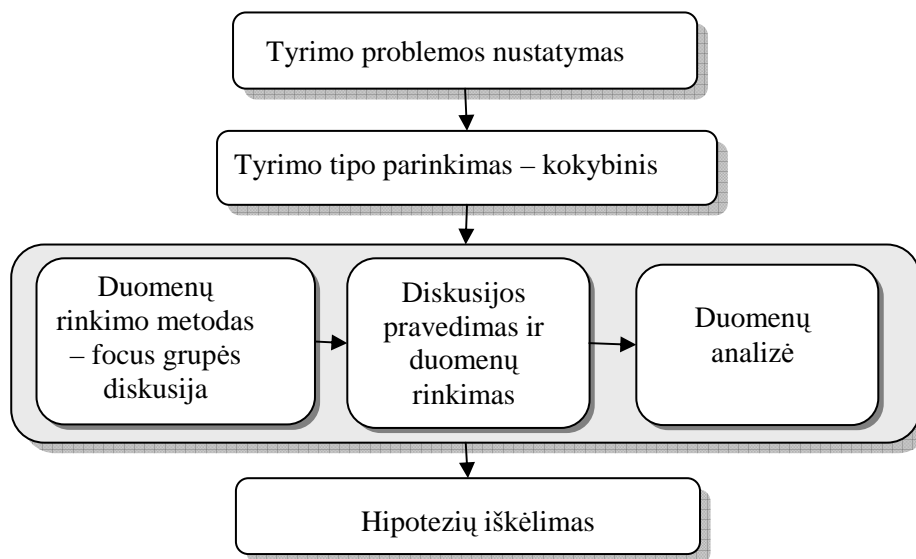 Tyrimo problemos nustatymas
Tyrimo tipo parinkimas – kokybinis
Duomenų
rinkimo metodas
– focus grupės
diskusija
Diskusijos
pravedimas ir
duomenų
rinkimas
Duomenų
analizė
Hipotezių iškėlimas